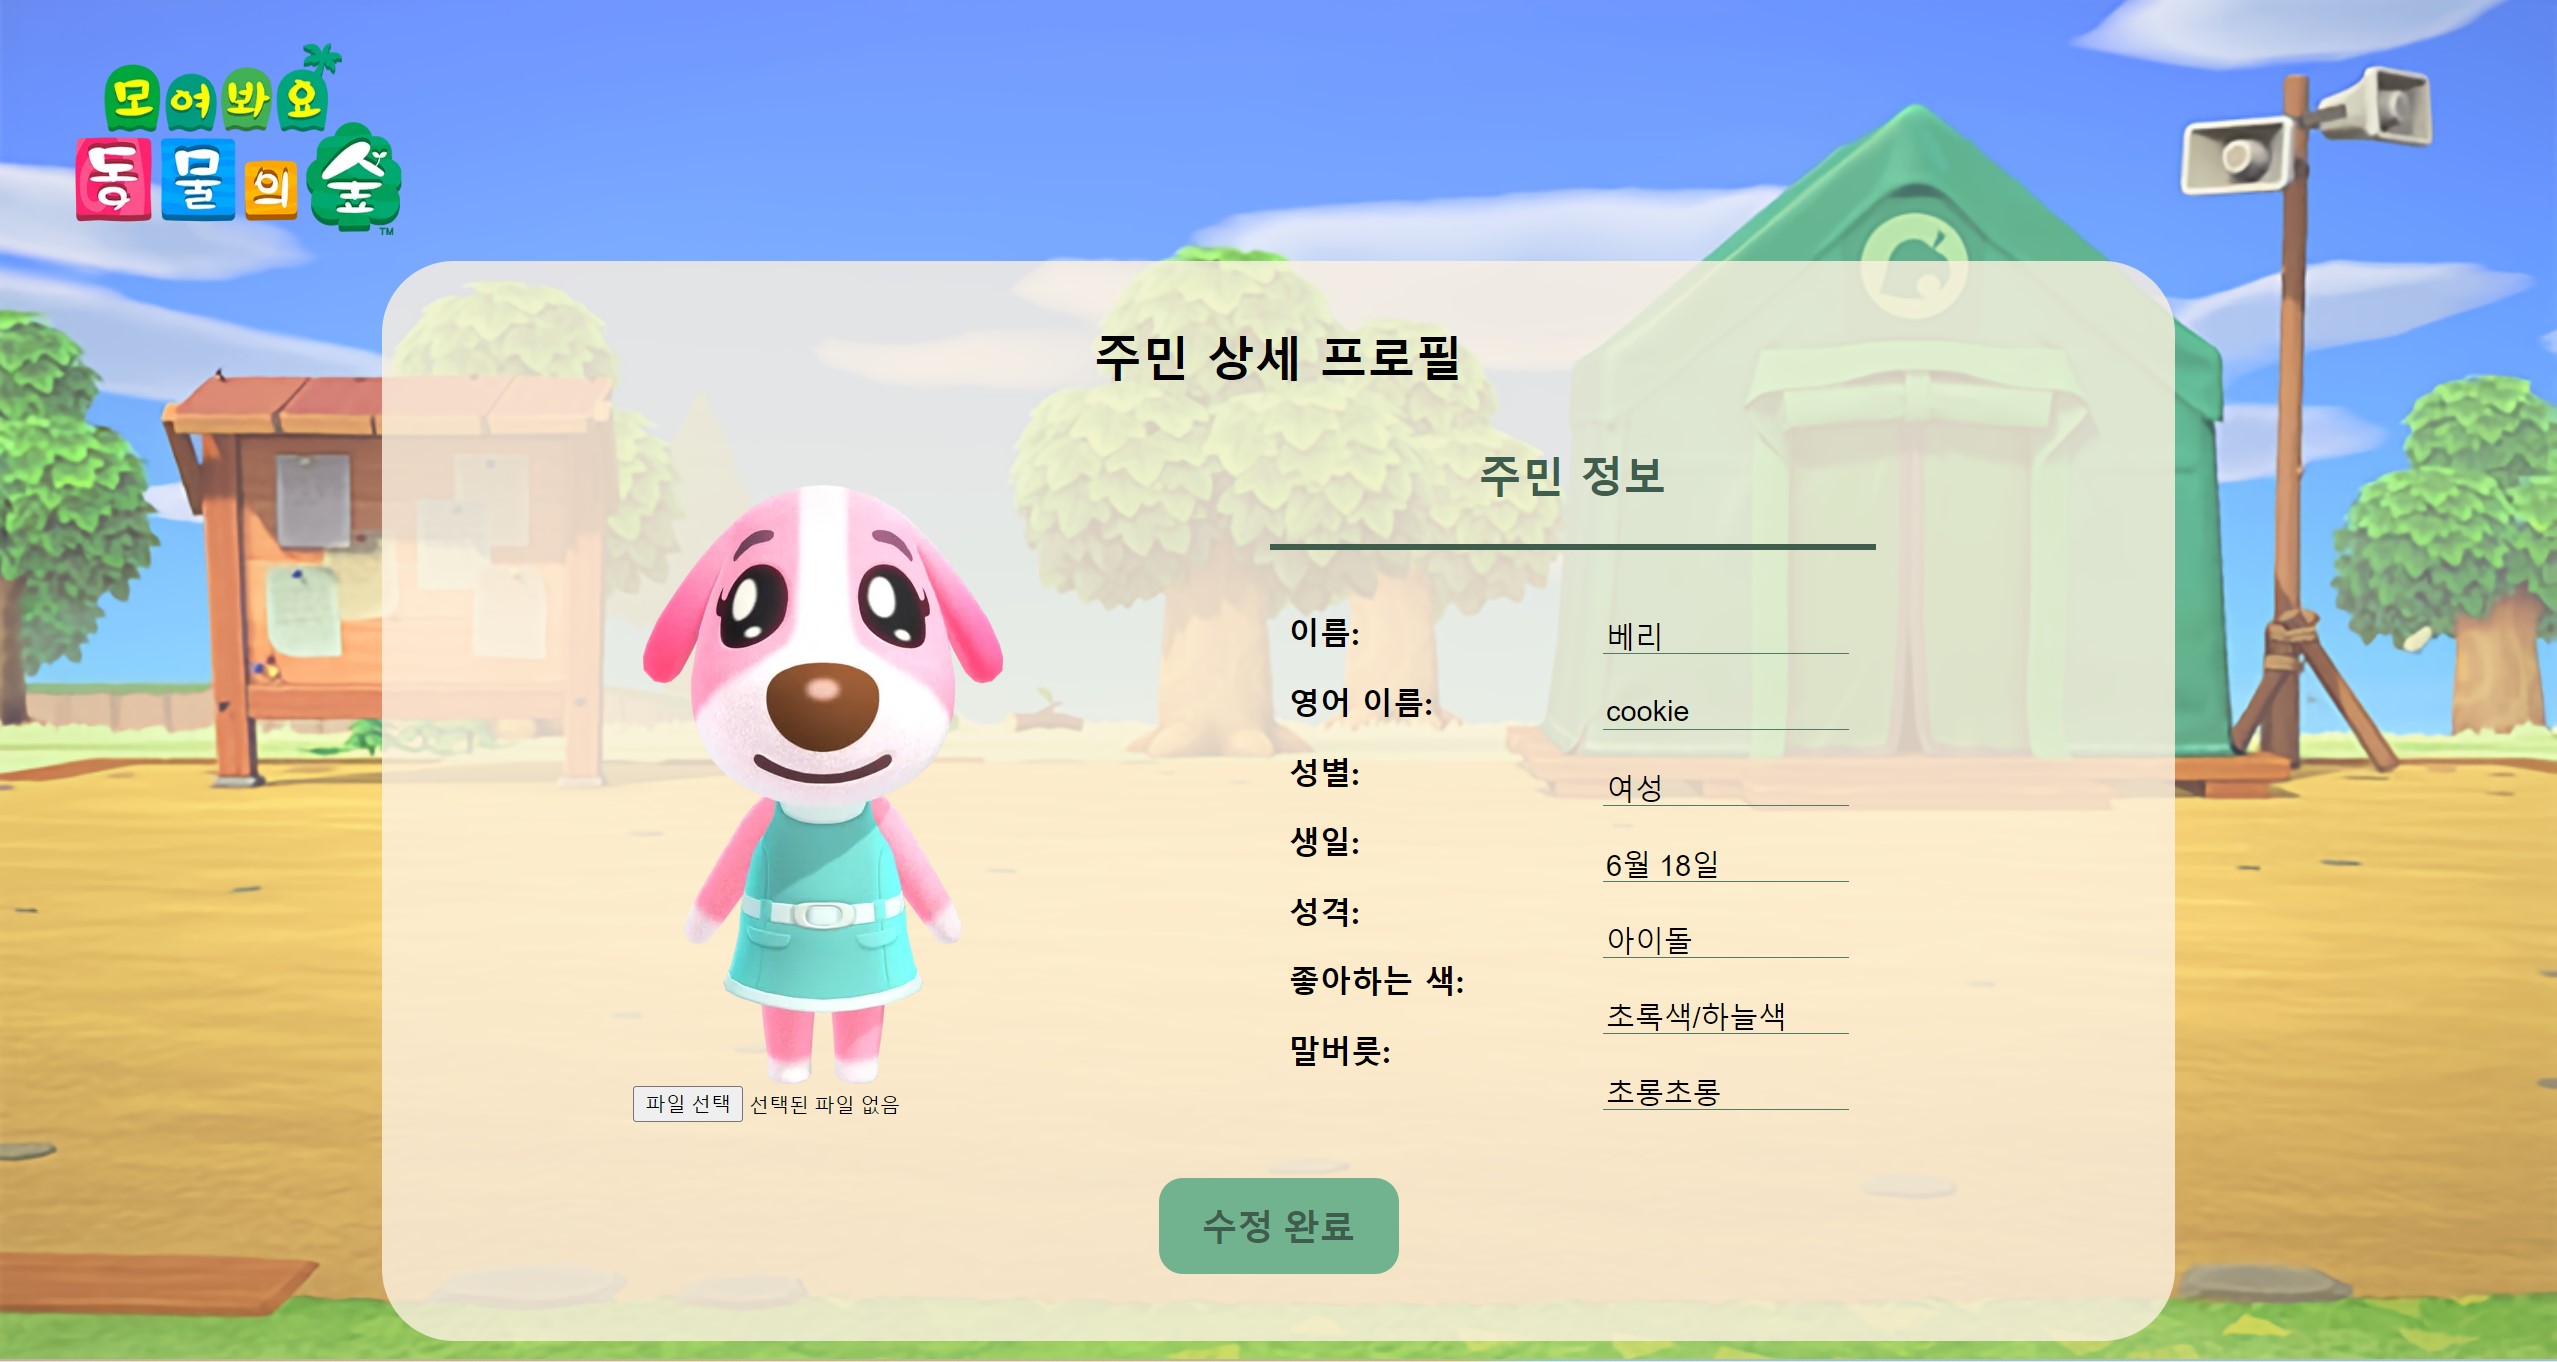 모여봐요
동물의숲
TM
주민 상세 프로필
주민 정보
이름: 베리
영어 이름: cookie
성별: 여성
생일: 6월 18일
성격: 아이돌
좋아하는 색: 초록색/하늘색
말버릇: 초롱초롱
파일 선택 선택된 파일 없음
수정 완료